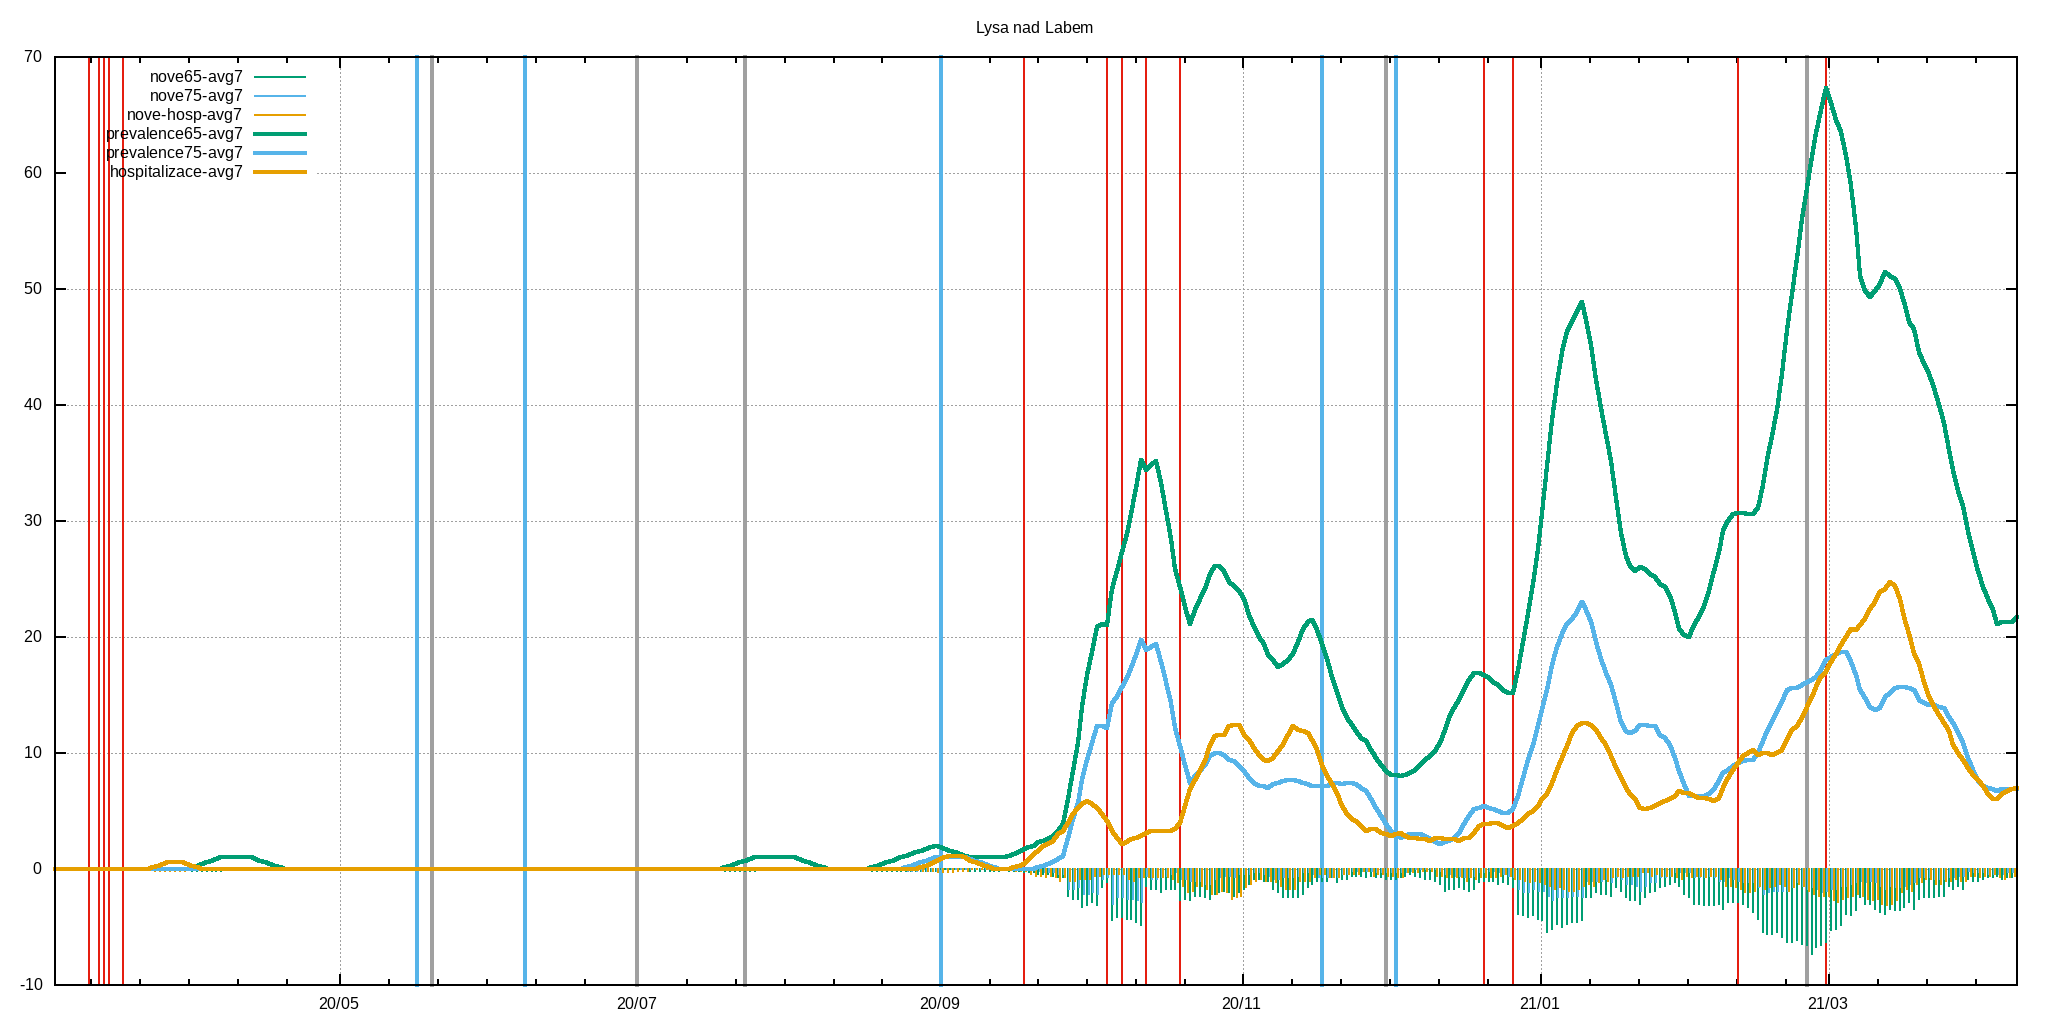 Lysa nad Labem
70
60
50
40
30
20
10
0
-10
nove65-avg7
nove75-avg7
nove-hosp-avg7
prevalence65-avg7
prevalence75-avg7
hospitalizace-avg7
20/05 20/07 20/09 20/11 21/01 21/03